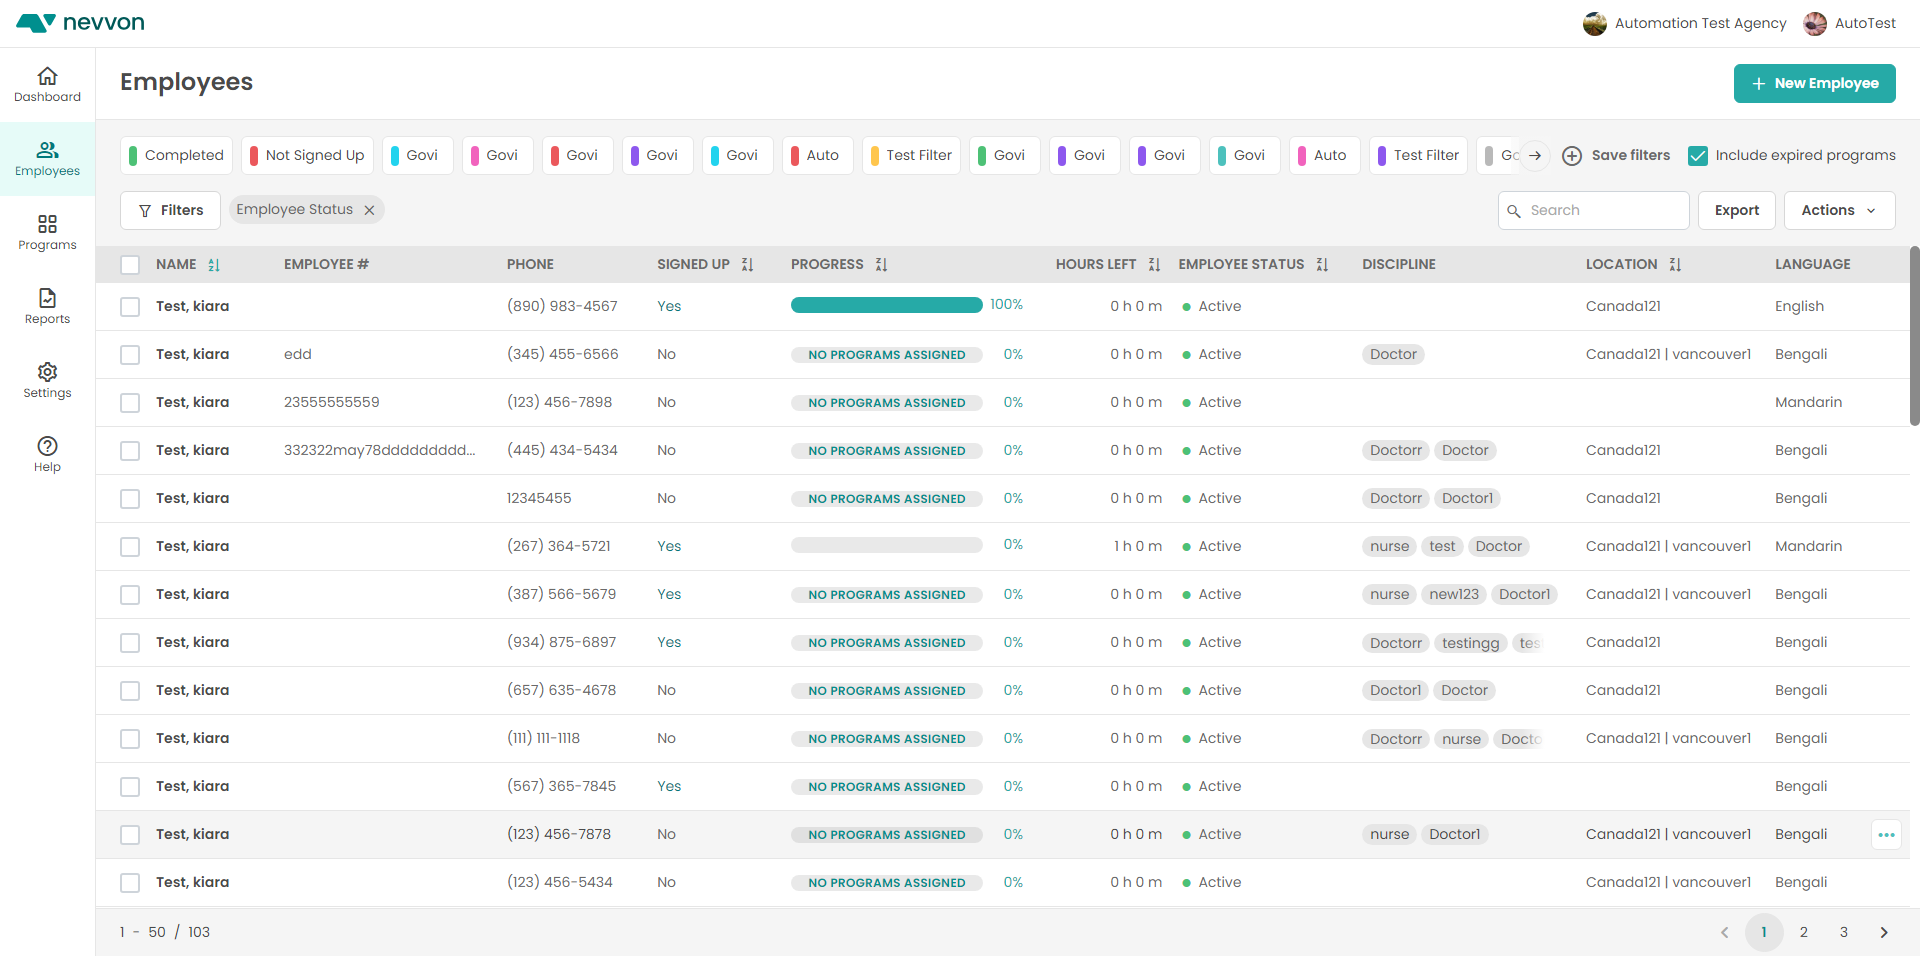 nevvon
Automation Test Agency AutoTest
Dashboard
Employees
Programs
Reports
Settings
Help
Employees
+ New Employee
Completed Not Signed Up Govi Govi Govi Govi Govi Auto Test Filter Govi Govi Govi Govi Auto Test Filter Save filters Include expired programs
Filters Employee Status Search Export Actions
NAME EMPLOYEE # PHONE SIGNED UP PROGRESS HOURS LEFT EMPLOYEE STATUS DISCIPLINE LOCATION LANGUAGE
Test, kiara (890) 983-4567 Yes 100% 0 h 0 m Active Canada121 English
Test, kiara edd (345) 455-6566 No NO PROGRAMS ASSIGNED 0% 0 h 0 m Active Doctor Canada121 | vancouver1 Bengali
Test, kiara 23555555559 (123) 456-7898 No NO PROGRAMS ASSIGNED 0% 0 h 0 m Active Mandarin
Test, kiara 332322may78ddddddddd... (445) 434-5434 No NO PROGRAMS ASSIGNED 0% 0 h 0 m Active Doctorr Doctor Canada121 Bengali
Test, kiara 12345455 No NO PROGRAMS ASSIGNED 0% 0 h 0 m Active Doctorr Doctor1 Canada121 Bengali
Test, kiara (267) 364-5721 Yes 0% 1 h 0 m Active nurse test Doctor Canada121 | vancouver1 Mandarin
Test, kiara (387) 566-5679 Yes NO PROGRAMS ASSIGNED 0% 0 h 0 m Active nurse new123 Doctor1 Canada121 | vancouver1 Bengali
Test, kiara (934) 875-6897 Yes NO PROGRAMS ASSIGNED 0% 0 h 0 m Active Doctorr testingg Canada121 Bengali
Test, kiara (657) 635-4678 No NO PROGRAMS ASSIGNED 0% 0 h 0 m Active Doctor1 Doctor Canada121 Bengali
Test, kiara (111) 111-1118 No NO PROGRAMS ASSIGNED 0% 0 h 0 m Active Doctorr nurse Canada121 | vancouver1 Bengali
Test, kiara (567) 365-7845 Yes NO PROGRAMS ASSIGNED 0% 0 h 0 m Active Bengali
Test, kiara (123) 456-7878 No NO PROGRAMS ASSIGNED 0% 0 h 0 m Active nurse Doctor1 Canada121 | vancouver1 Bengali
Test, kiara (123) 456-5434 No NO PROGRAMS ASSIGNED 0% 0 h 0 m Active Canada121 | vancouver1 Bengali
1 - 50 / 103 1 2 3